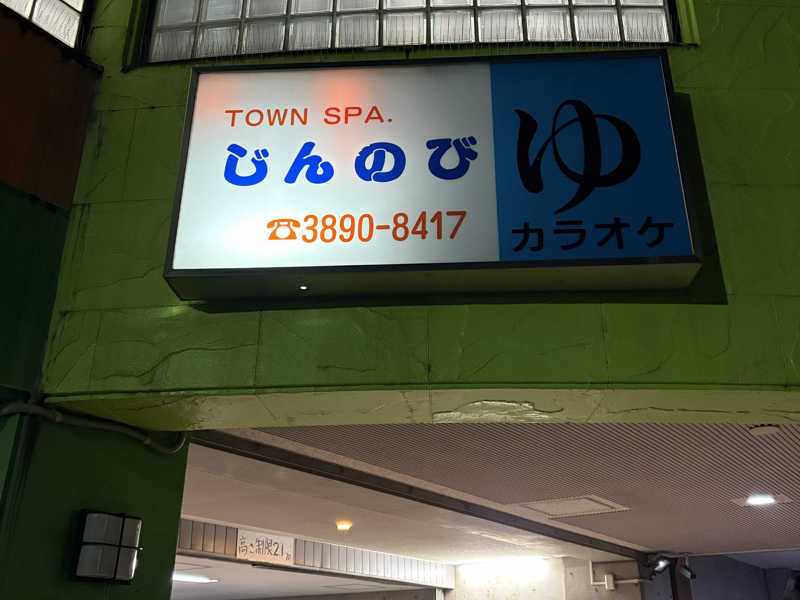 TOWN SPA.
じんのび
☎3890-8417
ゆ
カラオケ
高さ制限2.1m